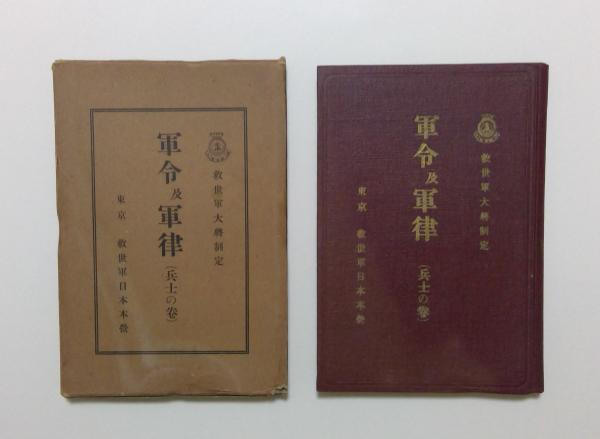 救世軍大將制定
軍令及軍律
(兵士の卷)
東京 救世軍日本本營
救世軍大將制定
軍令及軍律
(兵士の卷)
東京 救世軍日本本營